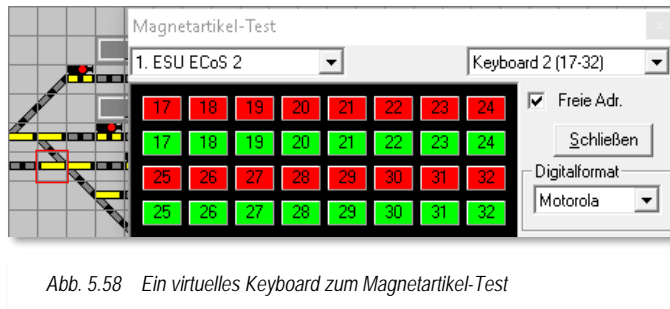 Magnetartikel-Test
1. ESU ECoS 2 Keyboard 2 (17-32)
17 18 19 20 21 22 23 24 Freie Adr.
17 18 19 20 21 22 23 24 Schließen
25 26 27 28 29 30 31 32 Digitalformat
25 26 27 28 29 30 31 32 Motorola
Abb. 5.58 Ein virtuelles Keyboard zum Magnetartikel-Test